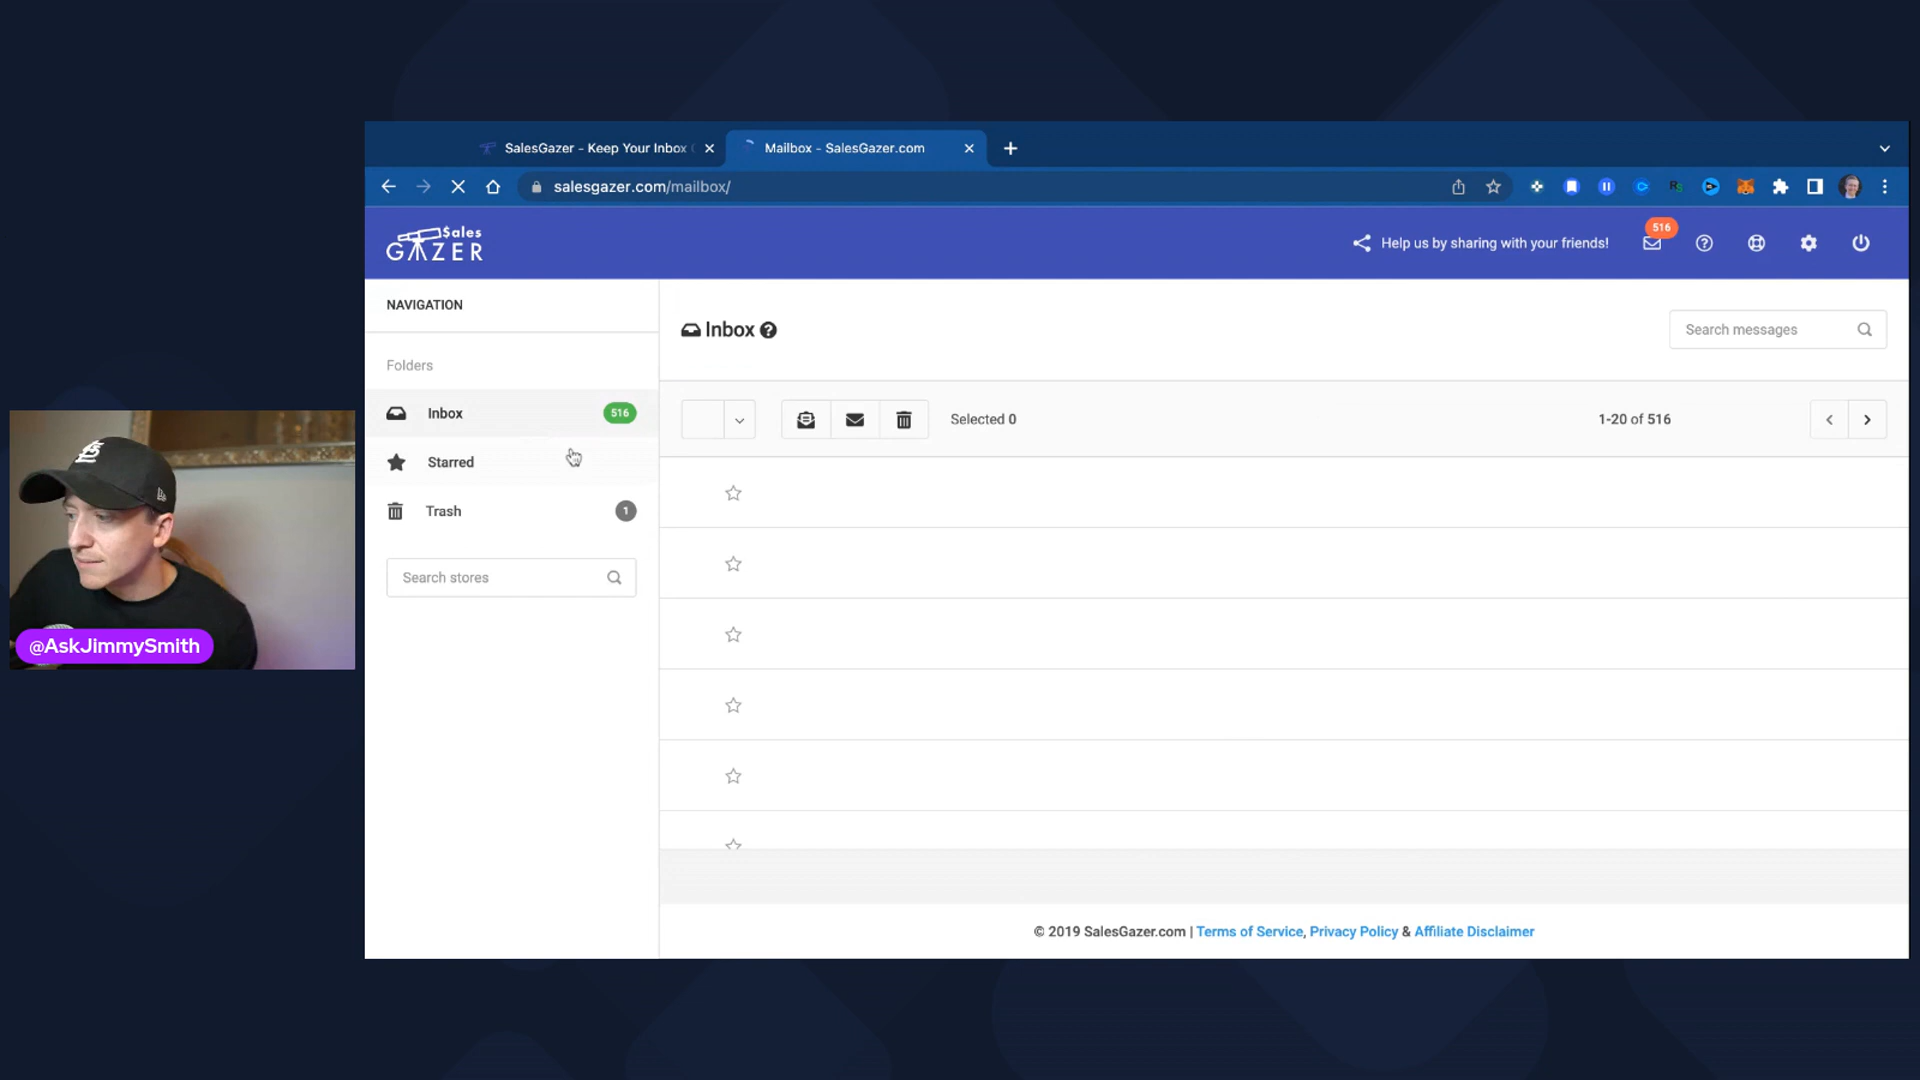 SalesGazer - Keep Your Inbox
Mailbox - SalesGazer.com
salesgazer.com/mailbox/
$ales
GAZER
Help us by sharing with your friends!
516
NAVIGATION
Folders
Inbox
516
Starred
Trash
1
Search stores
Inbox
Search messages
Selected 0
1-20 of 516
© 2019 SalesGazer.com | Terms of Service, Privacy Policy & Affiliate Disclaimer
@AskJimmySmith